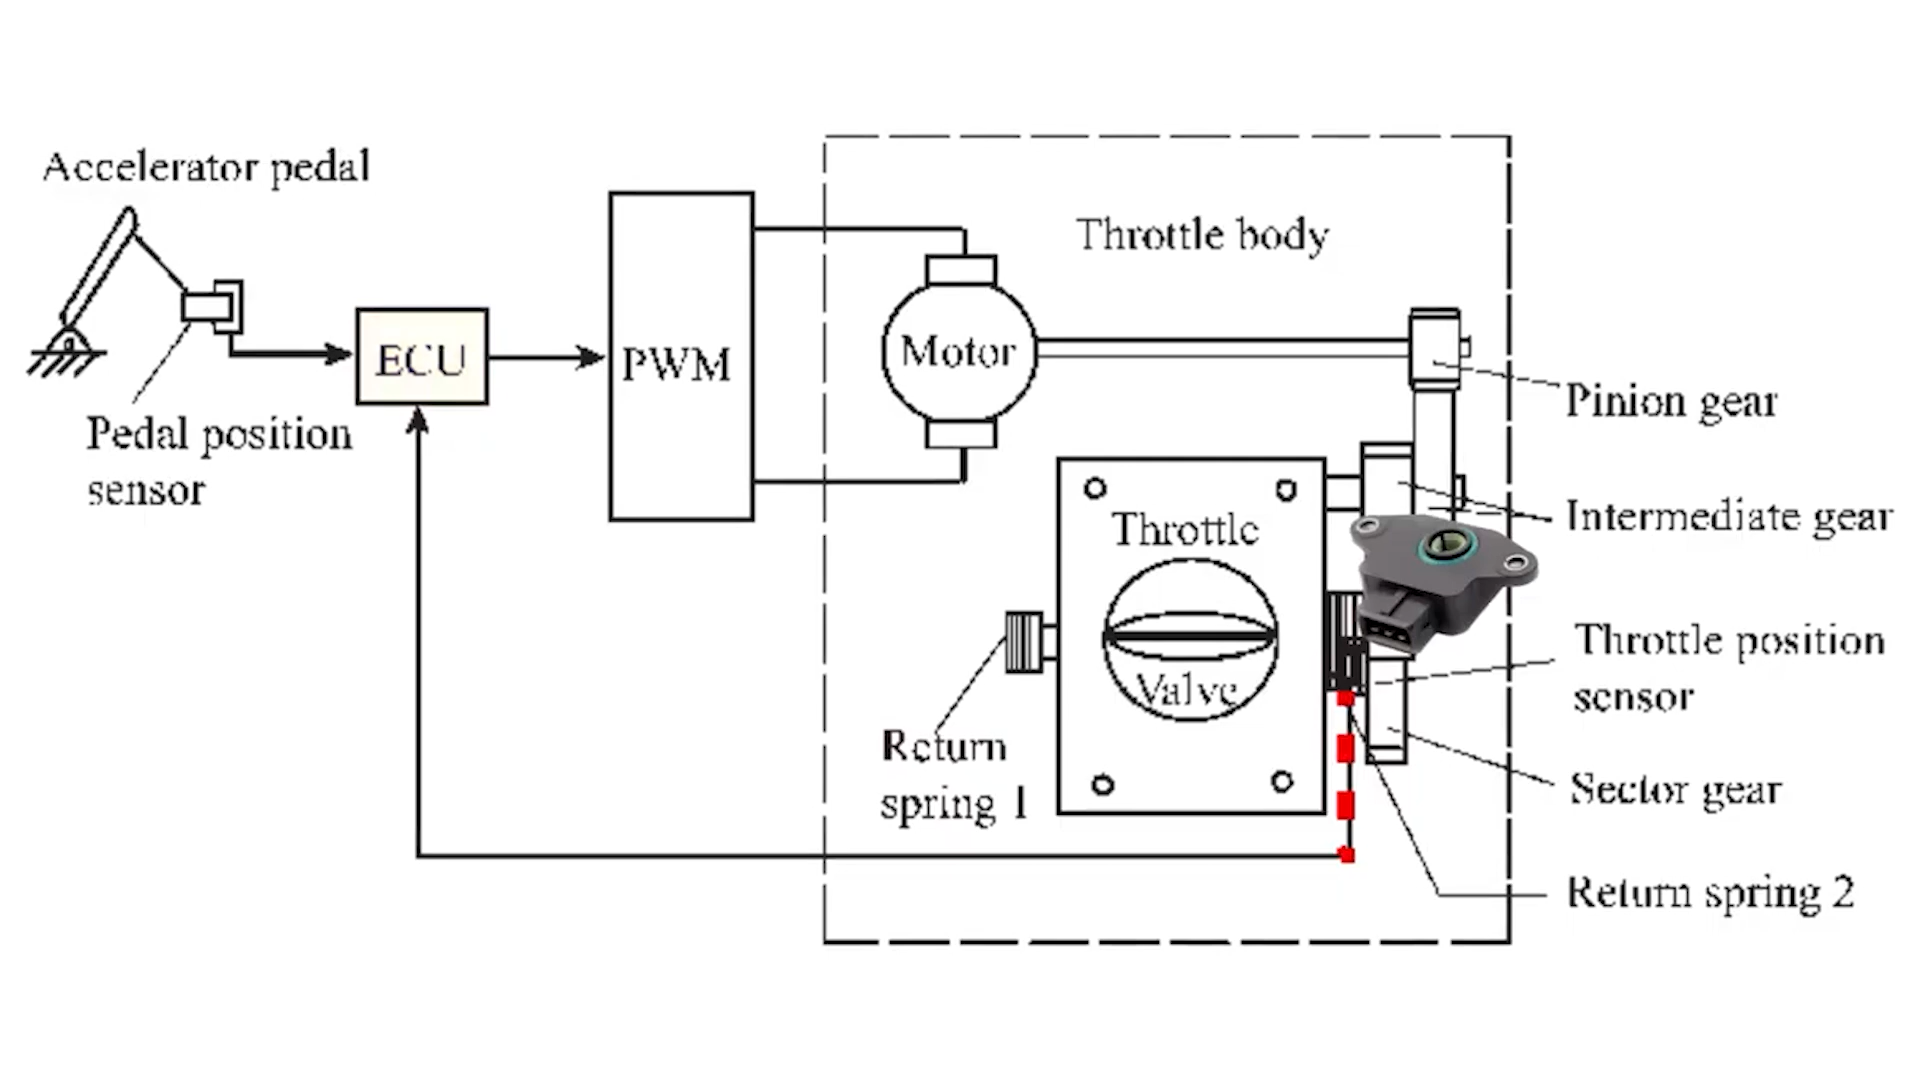 Accelerator pedal
Pedal position
sensor
ECU
PWM
Throttle body
Motor
Pinion gear
Intermediate gear
Throttle
Valve
Throttle position
sensor
Return
spring 1
Sector gear
Return spring 2